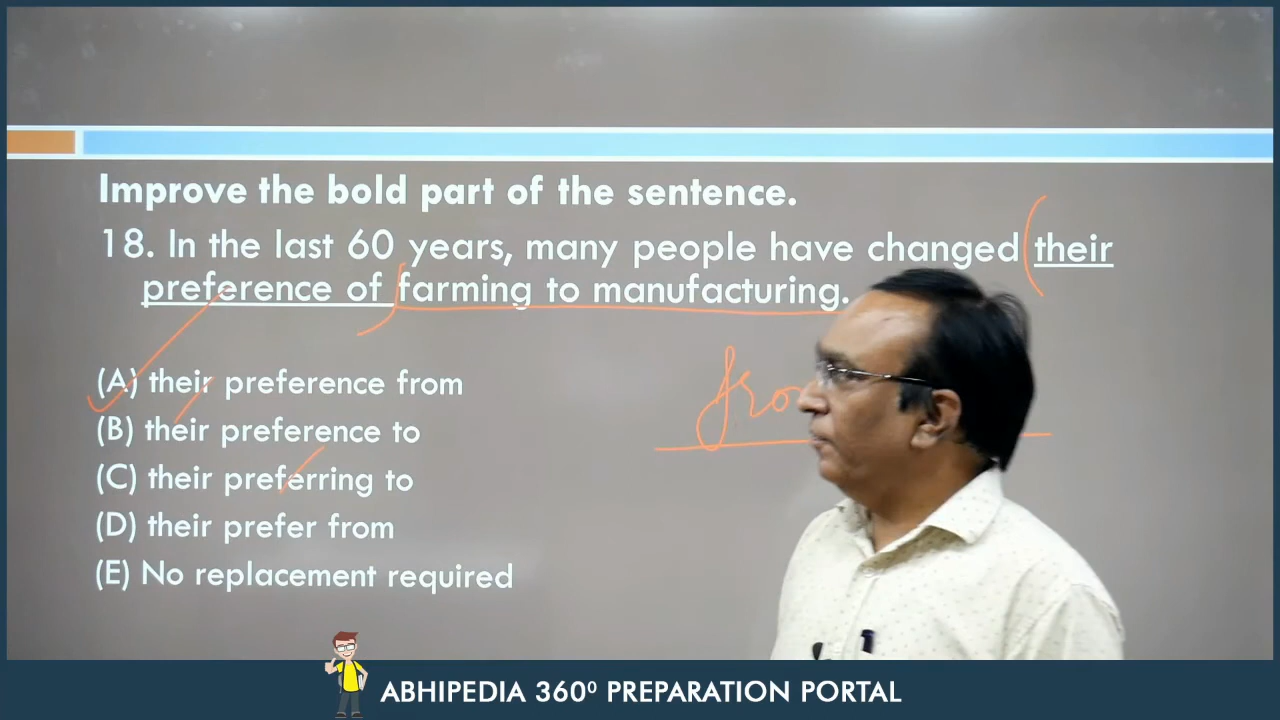 Improve the bold part of the sentence.
18. In the last 60 years, many people have changed their
preference of farming to manufacturing.
(A) their preference from
(B) their preference to
(C) their preferring to
(D) their prefer from
(E) No replacement required
ABHIPEDIA 360⁰ PREPARATION PORTAL